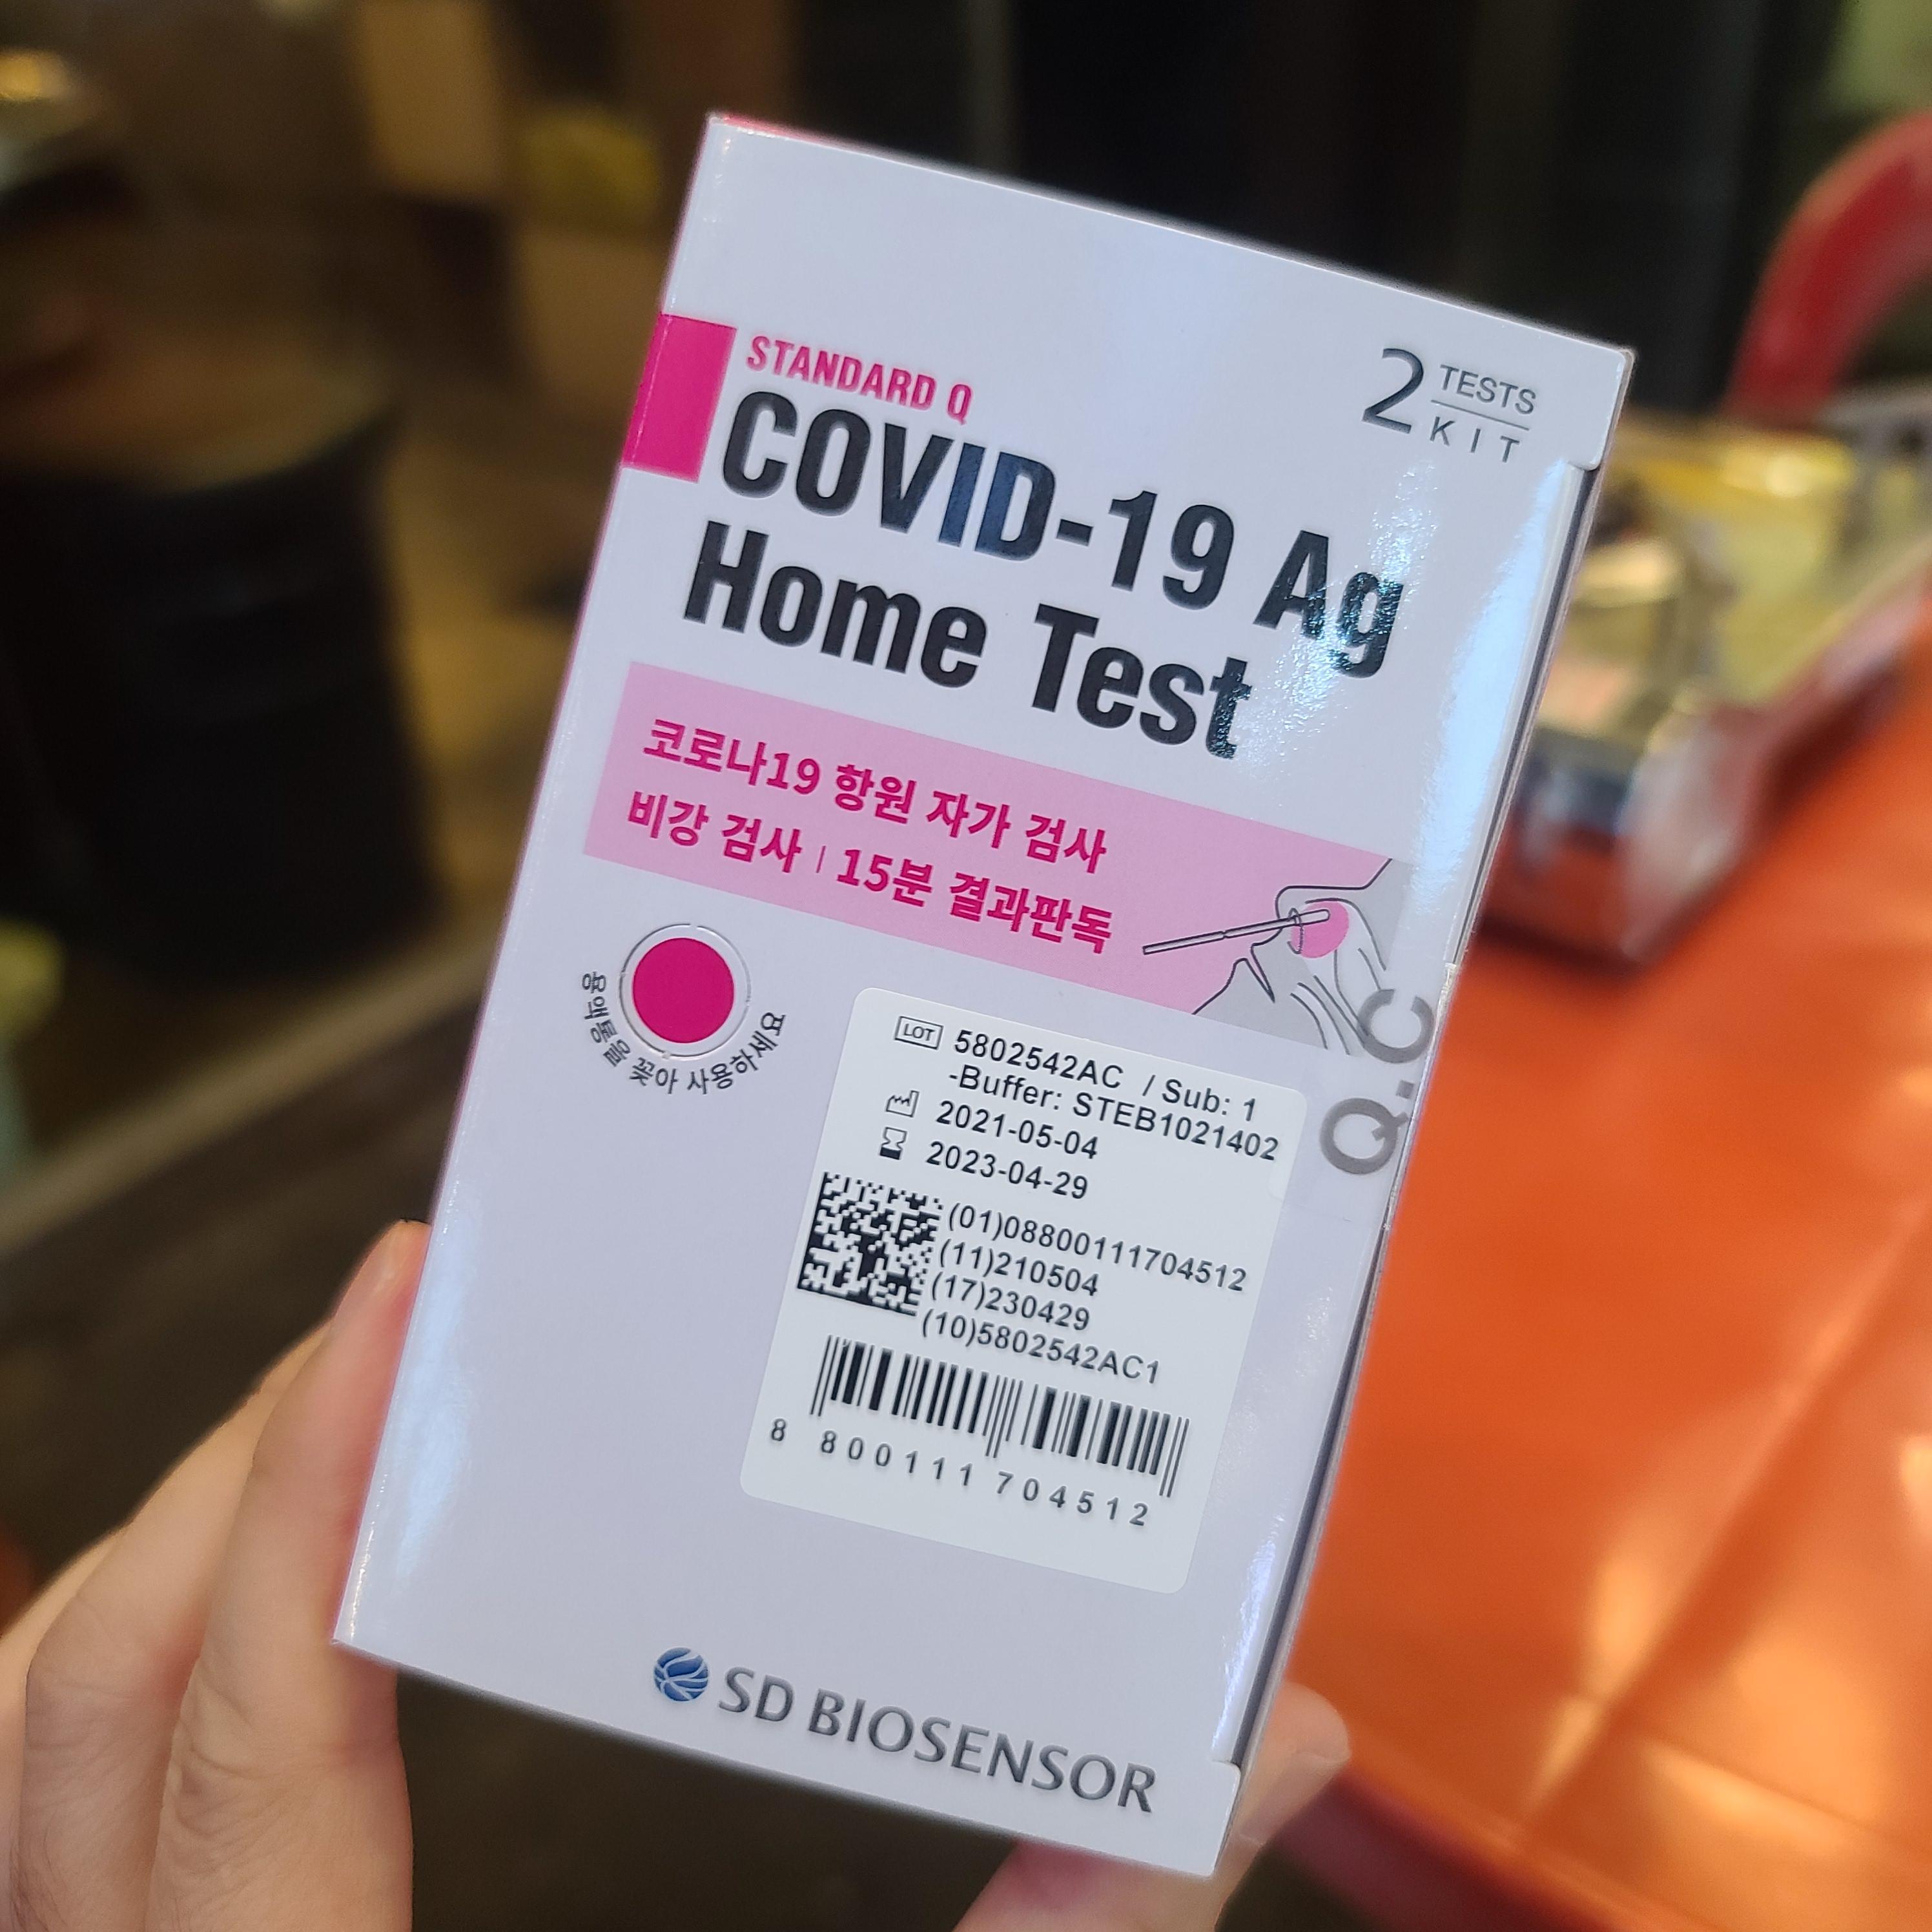 STANDARD Q
COVID-19 Ag
Home Test
2 TESTS
KIT
코로나19 항원 자가 검사
비강 검사 | 15분 결과판독
용액통을 꽂아 사용하세요
Q.C
LOT 5802542AC / Sub: 1
-Buffer: STEB1021402
2021-05-04
2023-04-29
(01)08800111704512
(11)210504
(17)230429
(10)5802542AC1
8 800111 704512
SD BIOSENSOR